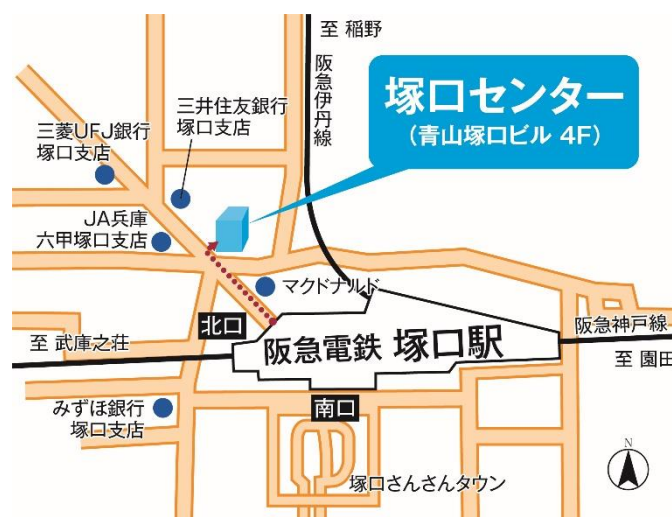 至 稲野
阪急伊丹線
塚口センター
（青山塚口ビル 4F）
三井住友銀行
塚口支店
三菱UFJ銀行
塚口支店
JA兵庫
六甲塚口支店
マクドナルド
北口
阪急電鉄 塚口駅
阪急神戸線
至 武庫之荘
至 園田
みずほ銀行
塚口支店
南口
塚口さんさんタウン
N